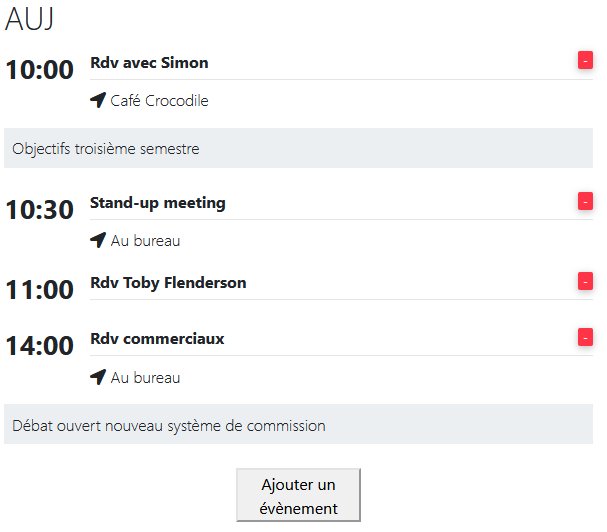 AUJ
10:00 Rdv avec Simon -
Café Crocodile
Objectifs troisième semestre
10:30 Stand-up meeting -
Au bureau
11:00 Rdv Toby Flenderson -
14:00 Rdv commerciaux -
Au bureau
Débat ouvert nouveau système de commission
Ajouter un
évènement